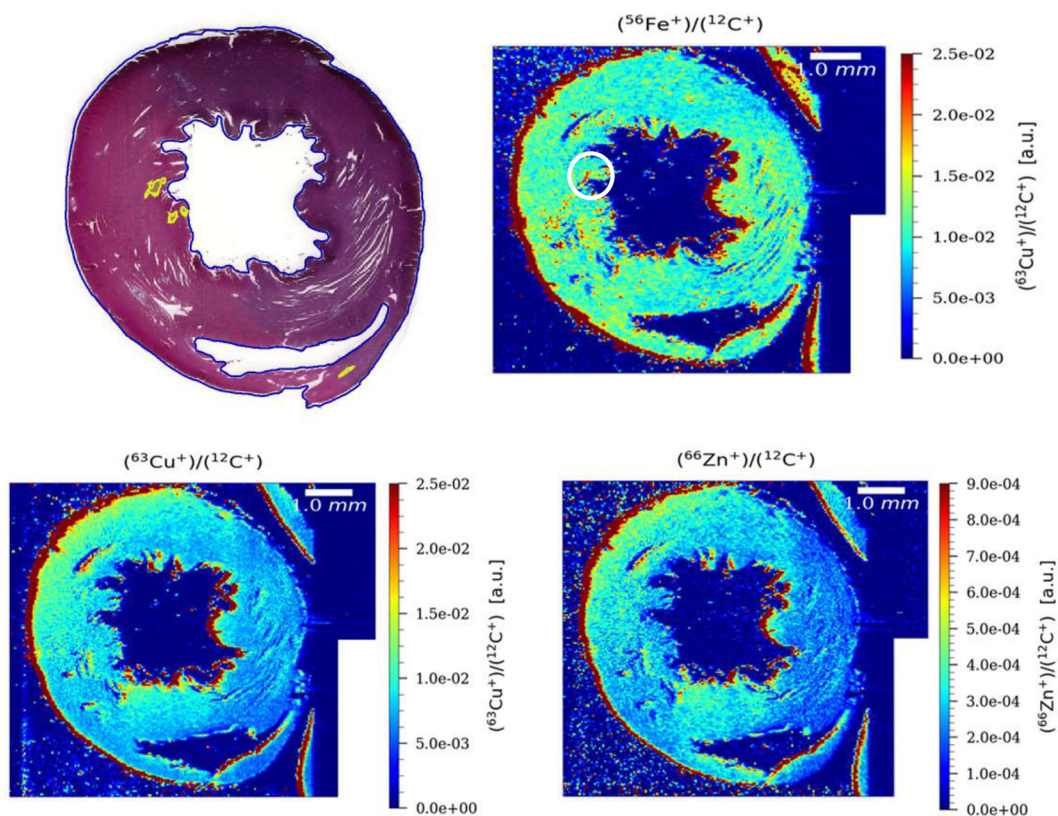 (⁵⁶Fe⁺)/(¹²C⁺)
1.0 mm
2.5e-02
2.0e-02
1.5e-02
1.0e-02
5.0e-03
0.0e+00
(⁶³Cu⁺)/(¹²C⁺) [a.u.]
(⁶³Cu⁺)/(¹²C⁺)
1.0 mm
2.5e-02
2.0e-02
1.5e-02
1.0e-02
5.0e-03
0.0e+00
(⁶³Cu⁺)/(¹²C⁺) [a.u.]
(⁶⁶Zn⁺)/(¹²C⁺)
1.0 mm
9.0e-04
8.0e-04
7.0e-04
6.0e-04
5.0e-04
4.0e-04
3.0e-04
2.0e-04
1.0e-04
0.0e+00
(⁶⁶Zn⁺)/(¹²C⁺) [a.u.]